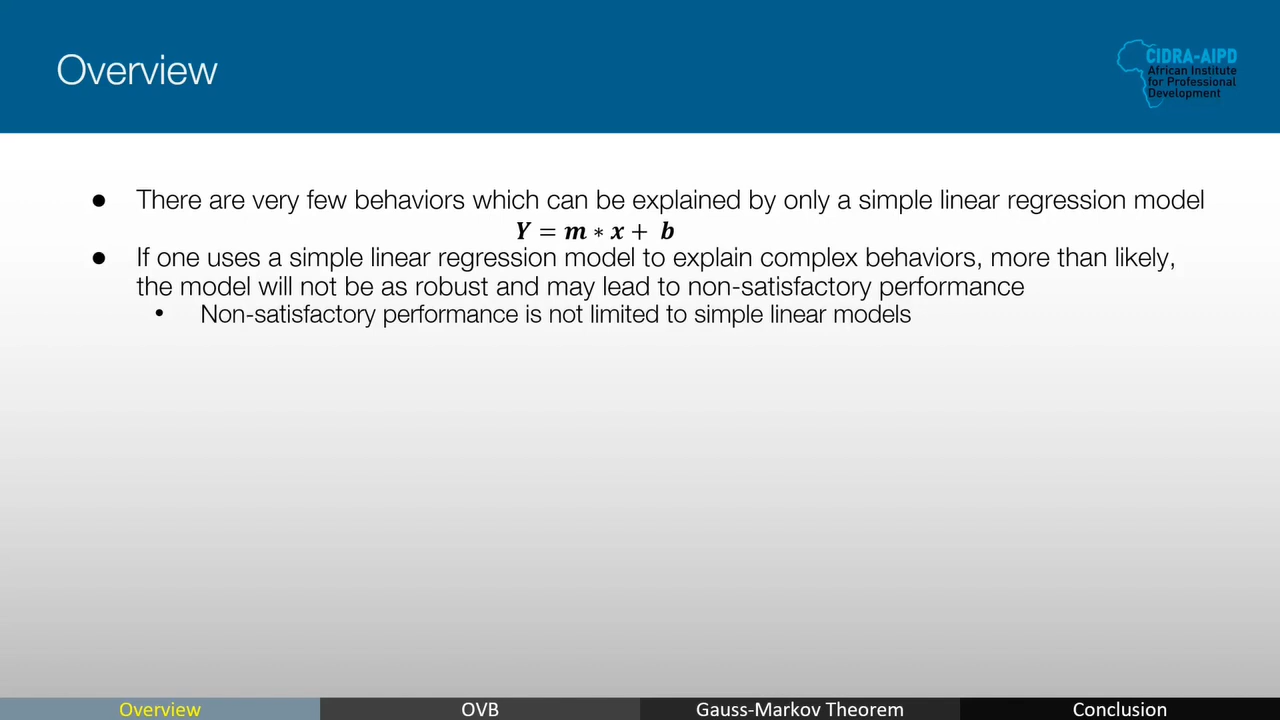 Overview
CIDRA-AIPD
African Institute
for Professional
Development
● There are very few behaviors which can be explained by only a simple linear regression model
Y = m ∗ x + b
● If one uses a simple linear regression model to explain complex behaviors, more than likely,
the model will not be as robust and may lead to non-satisfactory performance
• Non-satisfactory performance is not limited to simple linear models
Overview
OVB
Gauss-Markov Theorem
Conclusion